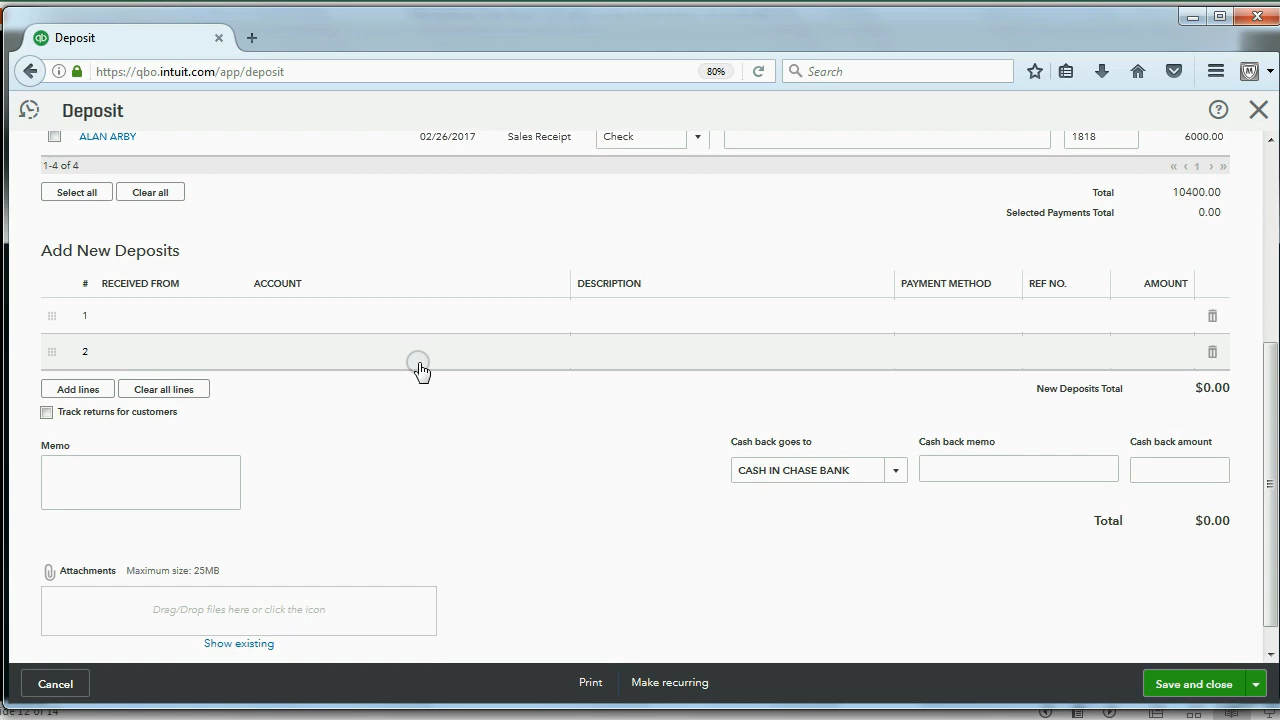 Deposit
https://qbo.intuit.com/app/deposit
80%
Search
Deposit
ALAN ARBY 02/26/2017 Sales Receipt Check 1818 6000.00
1-4 of 4 « ‹ 1 › »
Select all Clear all Total 10400.00
Selected Payments Total 0.00
Add New Deposits
# RECEIVED FROM ACCOUNT DESCRIPTION PAYMENT METHOD REF NO. AMOUNT
1
2
Add lines Clear all lines New Deposits Total $0.00
Track returns for customers
Memo Cash back goes to Cash back memo Cash back amount
CASH IN CHASE BANK
Total $0.00
Attachments Maximum size: 25MB
Drag/Drop files here or click the icon
Show existing
Cancel Print Make recurring Save and close
12 of 14